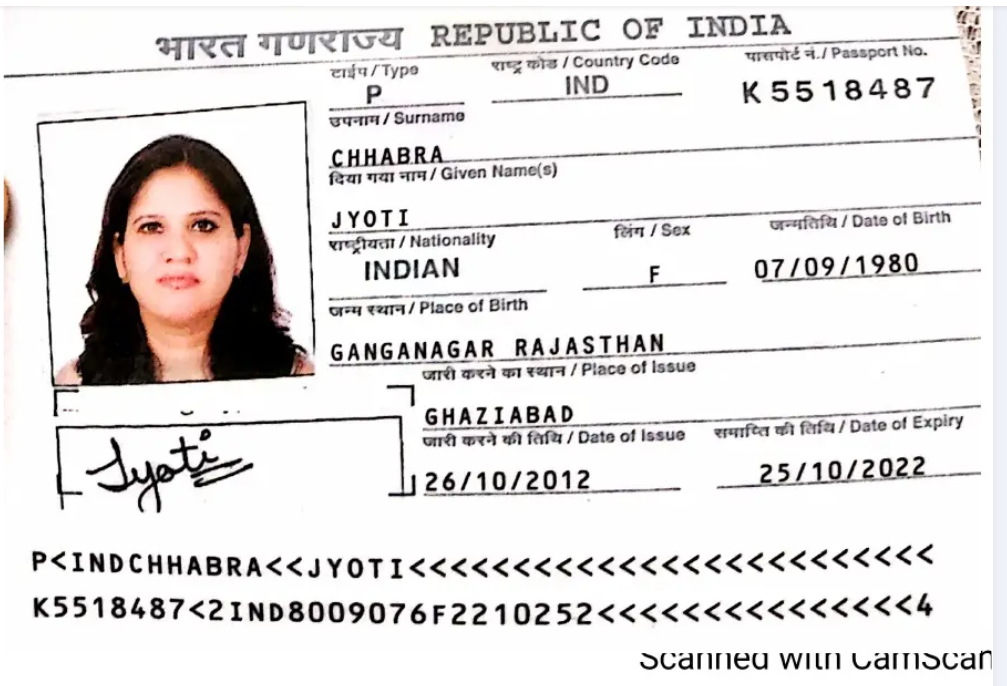 भारत गणराज्य REPUBLIC OF INDIA
टाईप / Type राष्ट्र कोड / Country Code पासपोर्ट नं./ Passport No.
P IND K 5518487
उपनाम / Surname
CHHABRA
दिया गया नाम / Given Name(s)
JYOTI
राष्ट्रीयता / Nationality लिंग / Sex जन्मतिथि / Date of Birth
INDIAN F 07/09/1980
जन्म स्थान / Place of Birth
GANGANAGAR RAJASTHAN
जारी करने का स्थान / Place of Issue
GHAZIABAD
जारी करने की तिथि / Date of Issue समाप्ति की तिथि / Date of Expiry
26/10/2012 25/10/2022
Jyoti
P<INDCHHABRA<<JYOTI<<<<<<<<<<<<<<<<<<<<<<<<<
K5518487<2IND8009076F2210252<<<<<<<<<<<<<<<4
Scanned with CamScan